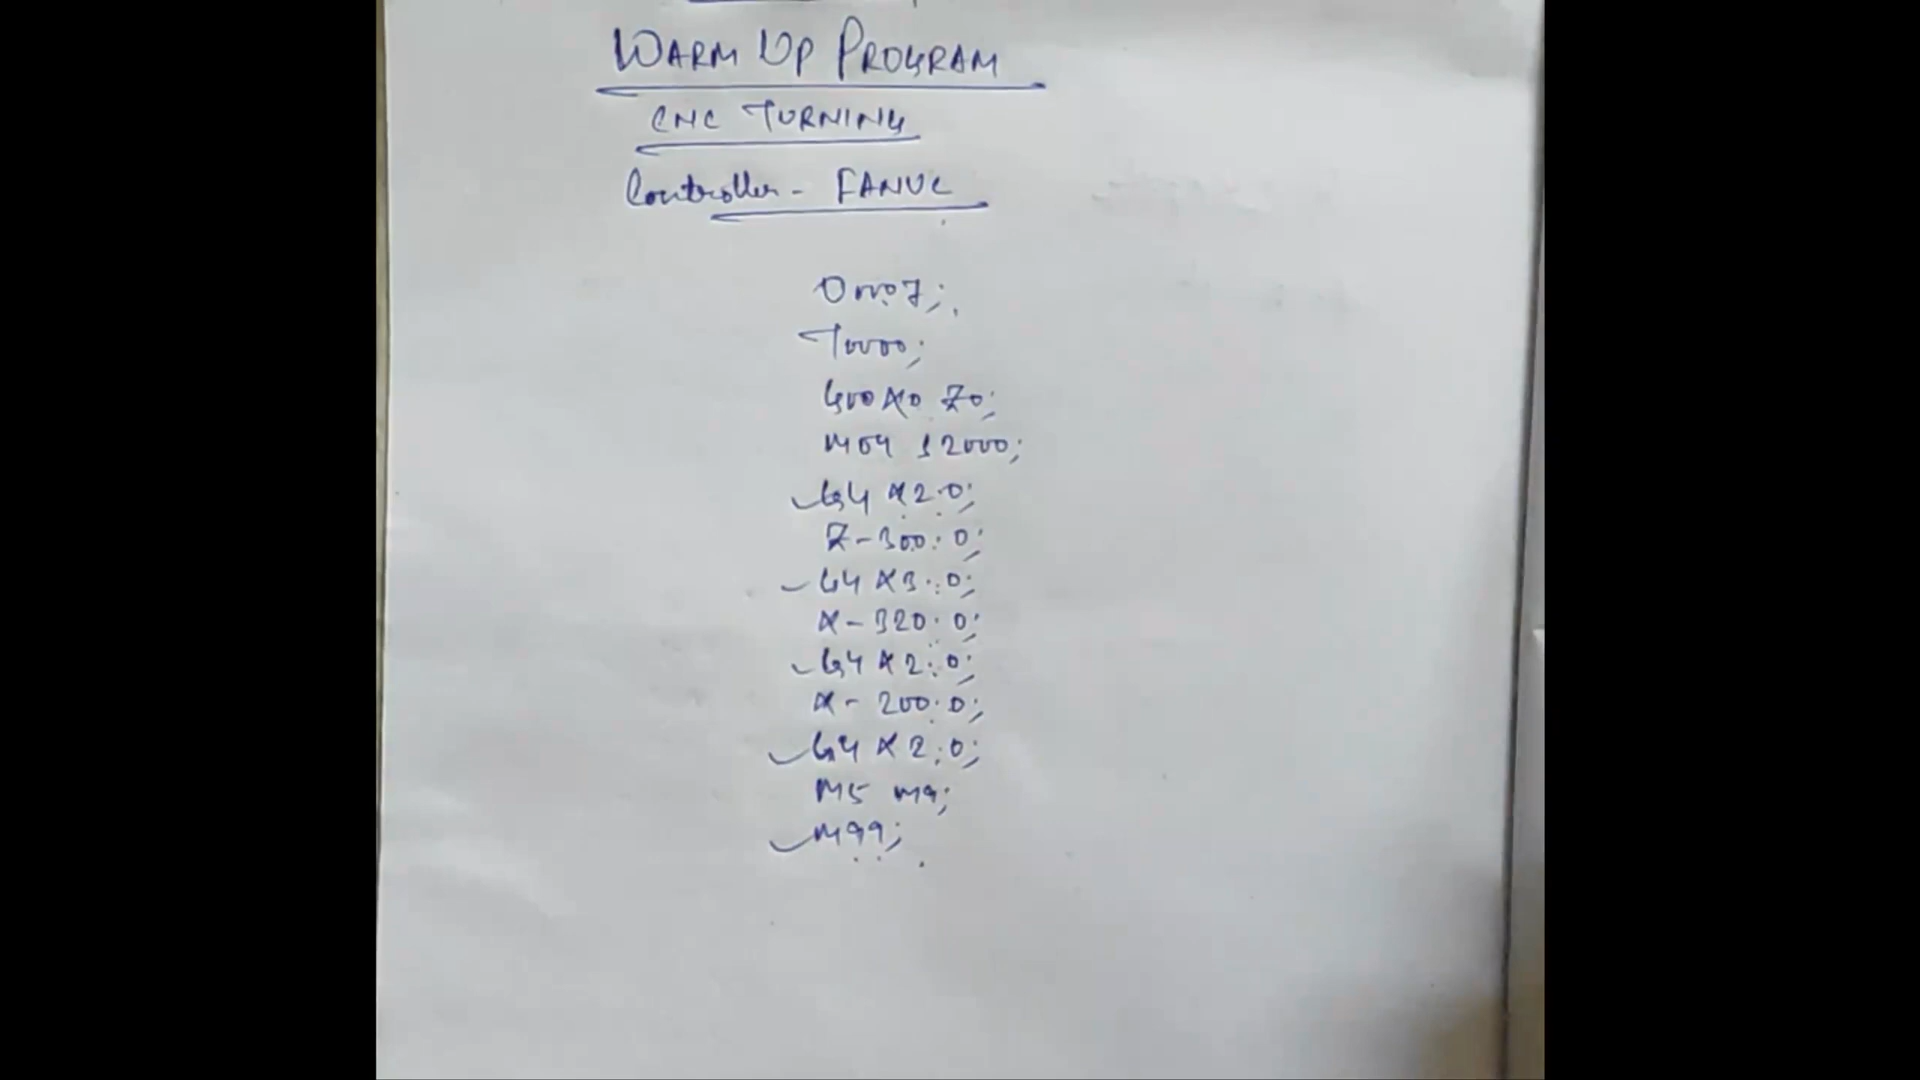 WARM UP PROGRAM
CNC TURNING
Controller - FANUC
O0007;
T0000;
G00 X0 Z0;
M04 S2000;
G4 X2.0;
Z-300.0;
G4 X3.0;
X-320.0;
G4 X2.0;
X-200.0;
G4 X2.0;
M5 M9;
M99;